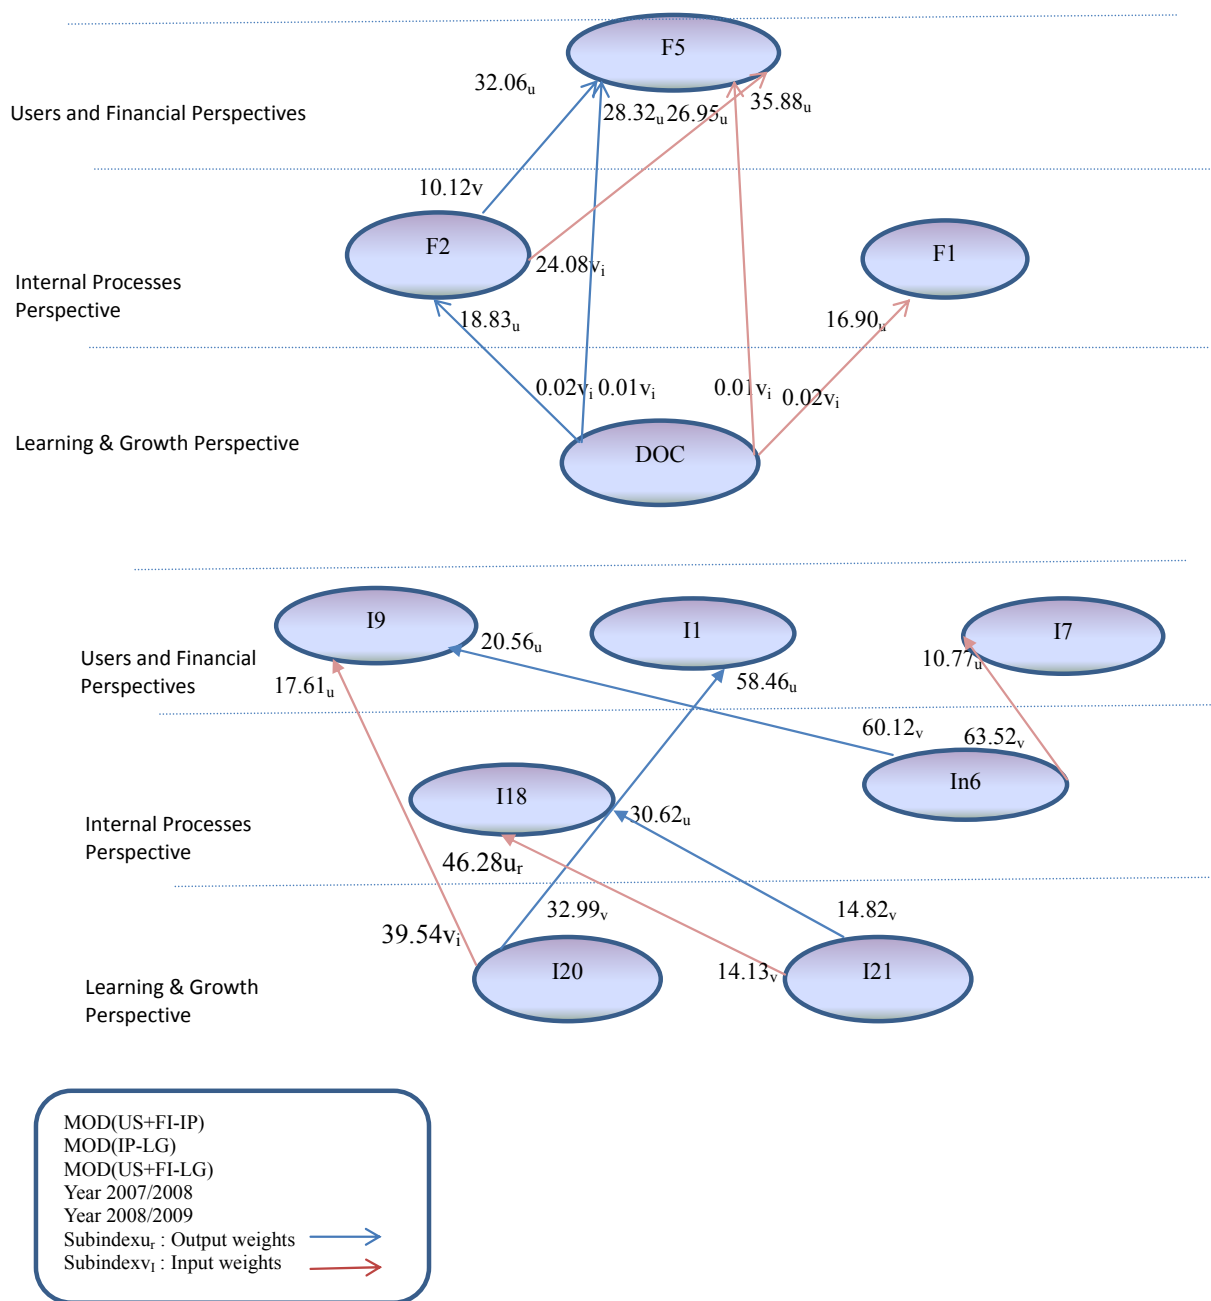 F5
32.06u
28.32u 26.95u 35.88u
Users and Financial Perspectives
10.12v
F2
F1
24.08vi
Internal Processes
Perspective
18.83u
16.90u
0.02vi 0.01vi
0.01vi 0.02vi
Learning & Growth Perspective
DOC
I9
I1
I7
20.56u
10.77u
Users and Financial
Perspectives
17.61u
58.46u
60.12v
63.52v
In6
I18
30.62u
Internal Processes
Perspective
46.28ur
32.99v
14.82v
39.54vi
I20
14.13v
I21
Learning & Growth
Perspective
MOD(US+FI-IP)
MOD(IP-LG)
MOD(US+FI-LG)
Year 2007/2008
Year 2008/2009
Subindexur : Output weights
SubindexvI : Input weights